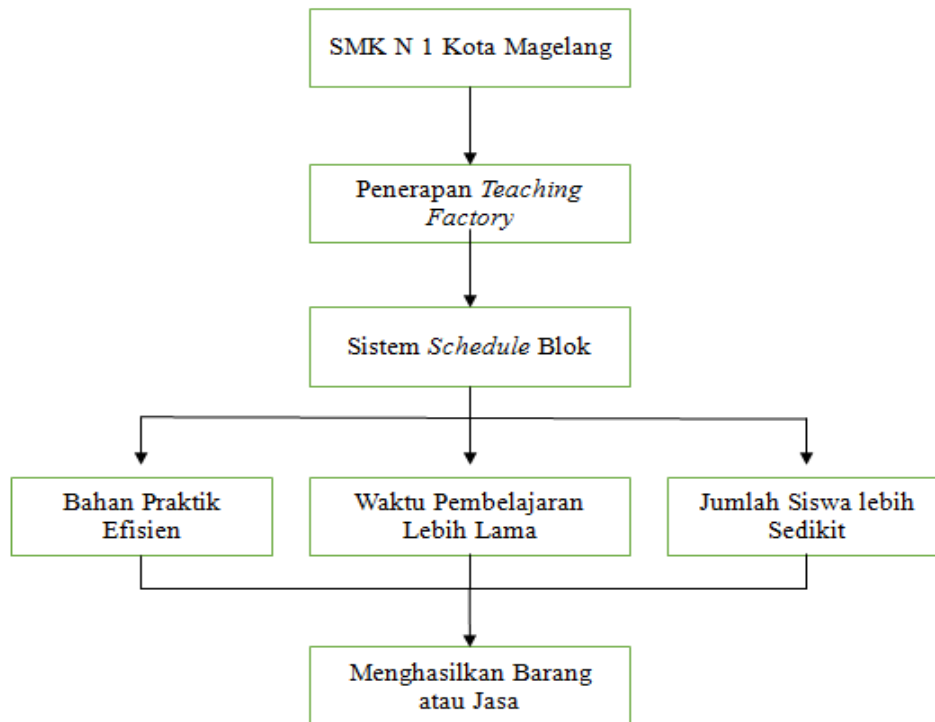 SMK N 1 Kota Magelang
Penerapan Teaching
Factory
Sistem Schedule Blok
Bahan Praktik
Efisien
Waktu Pembelajaran
Lebih Lama
Jumlah Siswa lebih
Sedikit
Menghasilkan Barang
atau Jasa